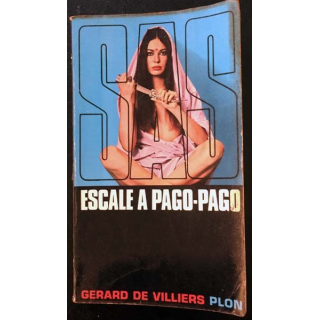 SAS
ESCALE A PAGO-PAGO
GERARD DE VILLIERS PLON